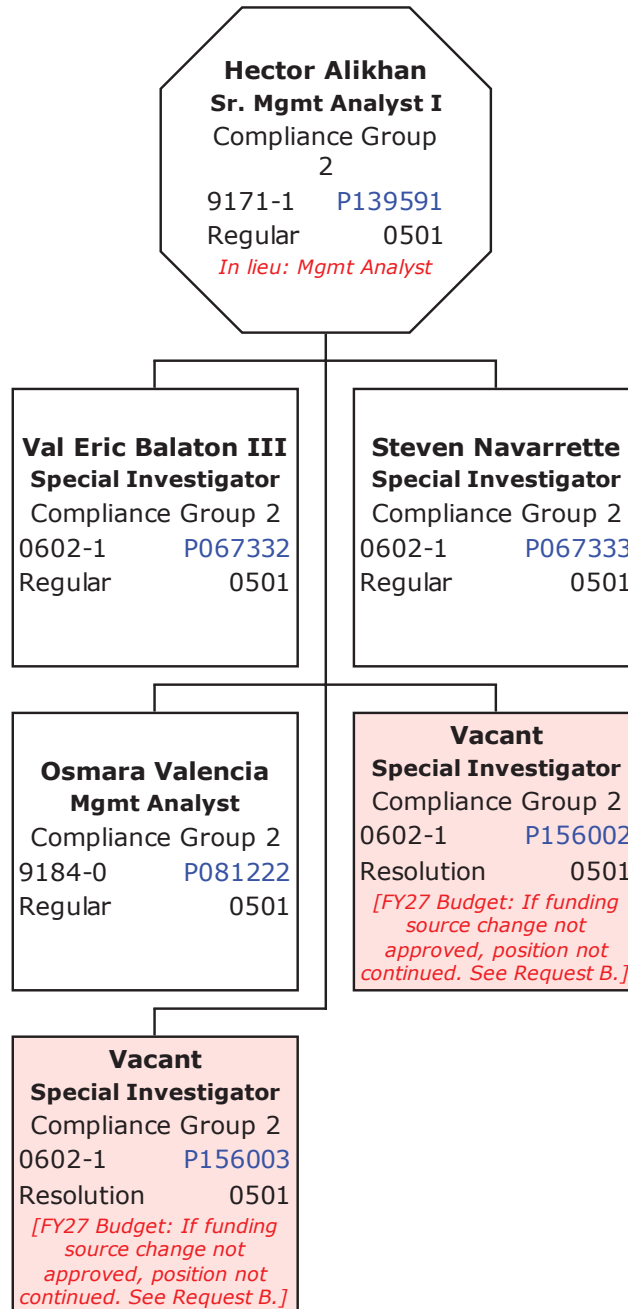 Hector Alikhan
Sr. Mgmt Analyst I
Compliance Group
2
9171-1 P139591
Regular 0501
In lieu: Mgmt Analyst
Val Eric Balaton III
Special Investigator
Compliance Group 2
0602-1 P067332
Regular 0501
Steven Navarrette
Special Investigator
Compliance Group 2
0602-1 P067333
Regular 0501
Osmara Valencia
Mgmt Analyst
Compliance Group 2
9184-0 P081222
Regular 0501
Vacant
Special Investigator
Compliance Group 2
0602-1 P156002
Resolution 0501
[FY27 Budget: If funding
source change not
approved, position not
continued. See Request B.]
Vacant
Special Investigator
Compliance Group 2
0602-1 P156003
Resolution 0501
[FY27 Budget: If funding
source change not
approved, position not
continued. See Request B.]